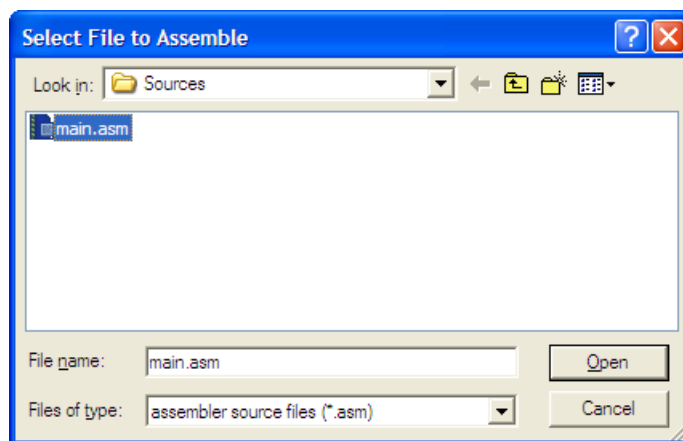 Select File to Assemble
Look in: Sources
main.asm
File name: main.asm Open
Files of type: assembler source files (*.asm) Cancel